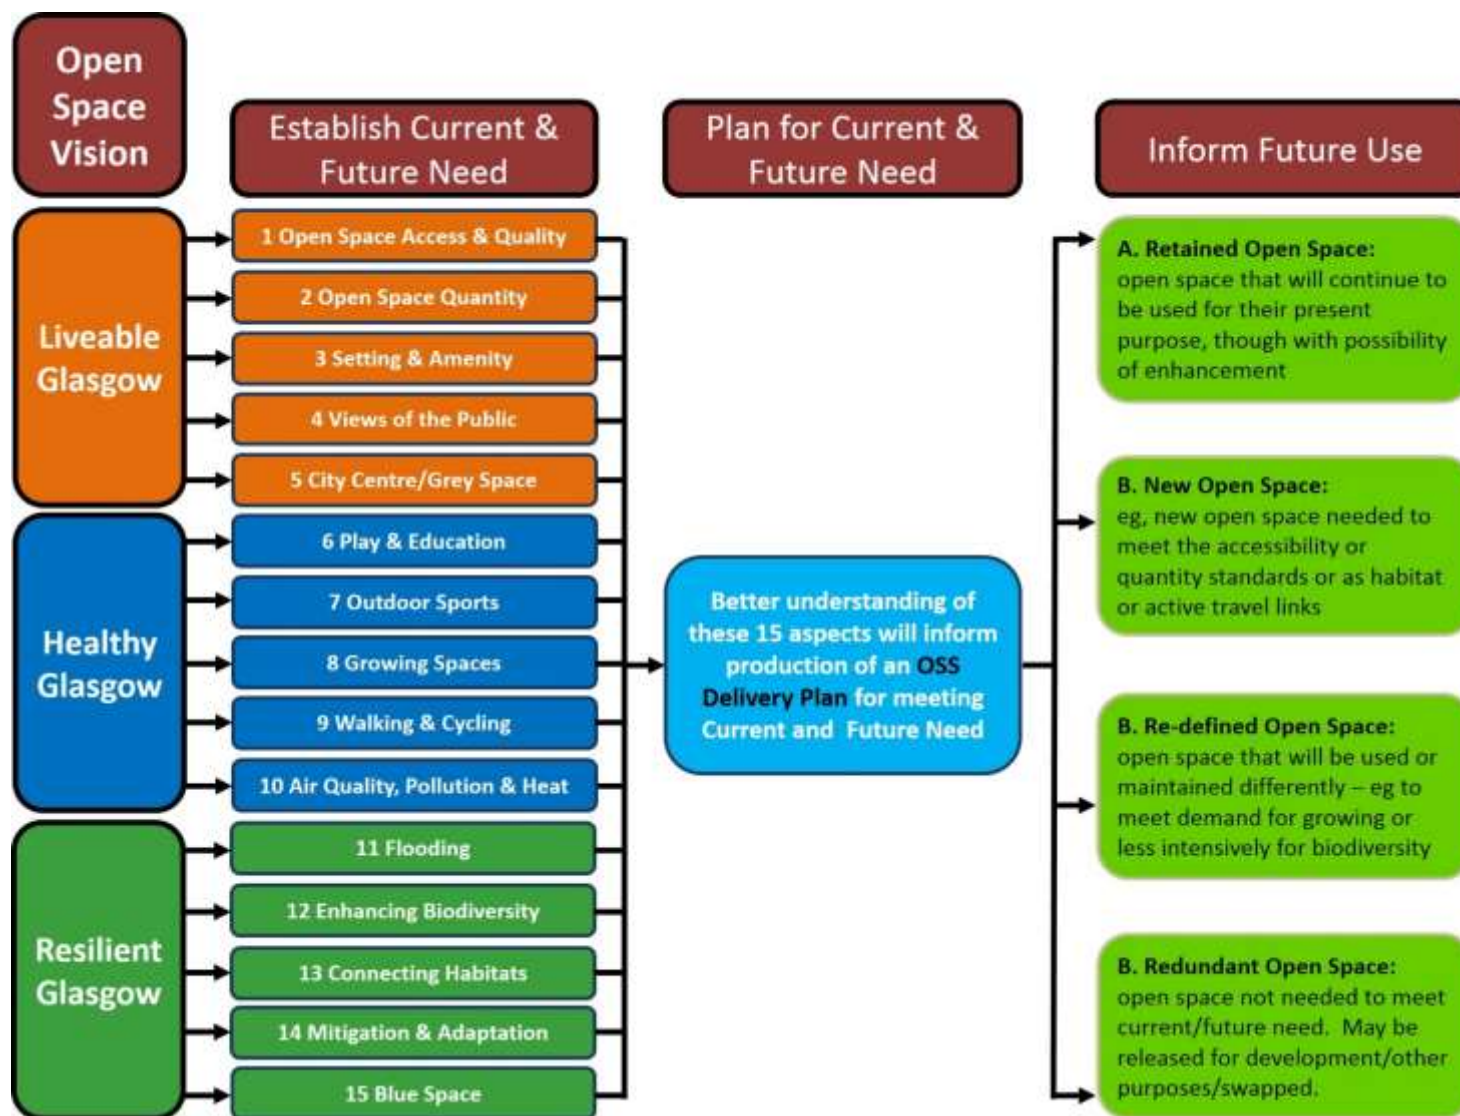 Open
Space
Vision
Establish Current &
Future Need
Plan for Current &
Future Need
Inform Future Use
Liveable
Glasgow
1 Open Space Access & Quality
2 Open Space Quantity
3 Setting & Amenity
4 Views of the Public
5 City Centre/Grey Space
Healthy
Glasgow
6 Play & Education
7 Outdoor Sports
8 Growing Spaces
9 Walking & Cycling
10 Air Quality, Pollution & Heat
Resilient
Glasgow
11 Flooding
12 Enhancing Biodiversity
13 Connecting Habitats
14 Mitigation & Adaptation
15 Blue Space
Better understanding of
these 15 aspects will inform
production of an OSS
Delivery Plan for meeting
Current and Future Need
A. Retained Open Space:
open space that will continue to
be used for their present
purpose, though with possibility
of enhancement
B. New Open Space:
eg, new open space needed to
meet the accessibility or
quantity standards or as habitat
or active travel links
B. Re-defined Open Space:
open space that will be used or
maintained differently – eg to
meet demand for growing or
less intensively for biodiversity
B. Redundant Open Space:
open space not needed to meet
current/future need. May be
released for development/other
purposes/swapped.